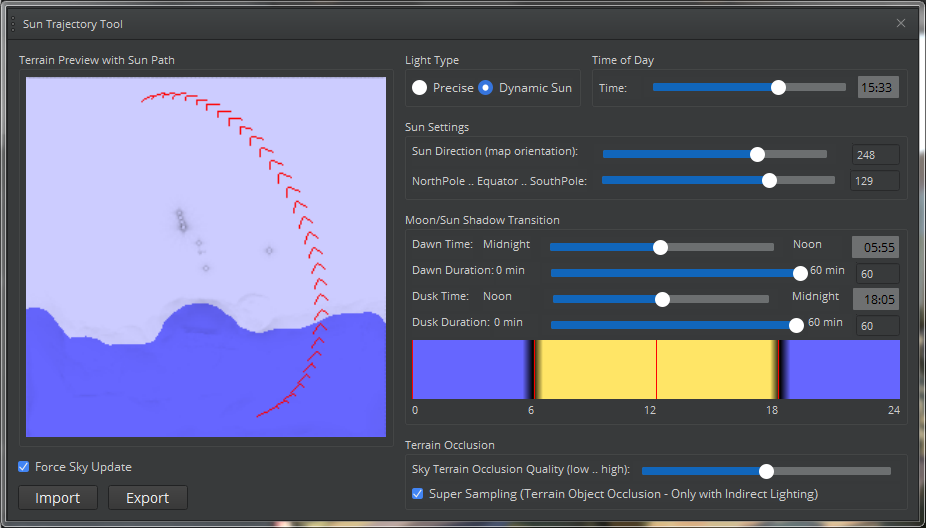 Sun Trajectory Tool
Terrain Preview with Sun Path
Light Type
Precise Dynamic Sun
Time of Day
Time: 15:33
Sun Settings
Sun Direction (map orientation): 248
NorthPole .. Equator .. SouthPole: 129
Moon/Sun Shadow Transition
Dawn Time: Midnight Noon 05:55
Dawn Duration: 0 min 60 min 60
Dusk Time: Noon Midnight 18:05
Dusk Duration: 0 min 60 min 60
0 6 12 18 24
Terrain Occlusion
Sky Terrain Occlusion Quality (low .. high):
Super Sampling (Terrain Object Occlusion - Only with Indirect Lighting)
Force Sky Update
Import Export